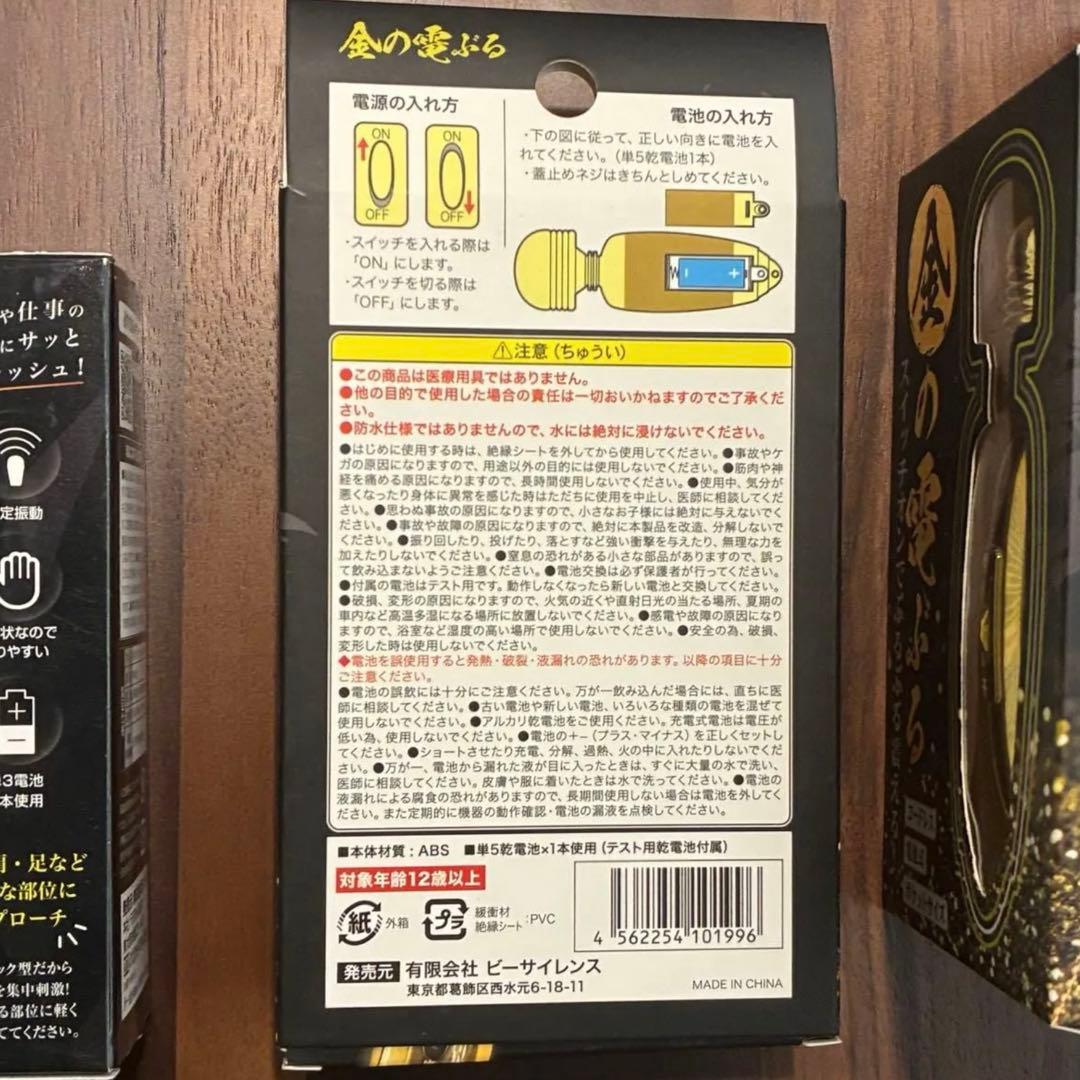 金の電ぶる
電源の入れ方
ON
OFF
ON
OFF
・スイッチを入れる際は
「ON」にします。
・スイッチを切る際は
「OFF」にします。
電池の入れ方
・下の図に従って、正しい向きに電池を入
れてください。(単5乾電池1本)
・蓋止めネジはきちんとしめてください。
－ ＋
⚠注意(ちゅうい)
●この商品は医療用具ではありません。
●他の目的で使用した場合の責任は一切おいかねますのでご了承くだ
さい。
●防水仕様ではありませんので、水には絶対に浸けないでください。
●はじめに使用する時は、絶縁シートを外してから使用してください。●事故やケ
ガの原因になりますので、用途以外の目的には使用しないでください。●筋肉や神
経を痛める原因になりますので、長時間使用しないでください。●使用中、気分が
悪くなったり身体に異常を感じた時はただちに使用を中止し、医師に相談してくだ
さい。●思わぬ事故の原因になりますので、小さなお子様には絶対に与えないでく
ださい。●事故や故障の原因になりますので、絶対に本製品を改造、分解しないで
ください。●振り回したり、投げたり、落とすなど強い衝撃を与えたり、無理な力を
加えたりしないでください。●窒息の恐れがある小さな部品がありますので、誤っ
て飲み込まないようご注意ください。●電池交換は必ず保護者が行ってください。
●付属の電池はテスト用です。動作しなくなったら新しい電池と交換してください。
●破損、変形の原因になりますので、火気の近くや直射日光の当たる場所、夏期の
車内など高温多湿になる場所に放置しないでください。●感電や故障の原因になり
ますので、浴室など湿度の高い場所で使用しないでください。●安全の為、破損、
変形した時は使用しないでください。
◆電池を誤使用すると発熱・破裂・液漏れの恐れがあります。以降の項目に十分
ご注意ください。
●電池の誤飲には十分にご注意ください。万が一飲み込んだ場合には、直ちに医
師に相談してください。●古い電池や新しい電池、いろいろな種類の電池を混ぜて
使用しないでください。●アルカリ乾電池をご使用ください。充電式電池は電圧が
低い為、使用しないでください。●電池の＋－(プラス・マイナス)を正しくセットし
てください。●ショートさせたり充電、分解、過熱、火の中に入れたりしないでくだ
さい。●万が一、電池から漏れた液が目に入ったときは、すぐに大量の水で洗い、
医師に相談してください。皮膚や服に着いたときは水で洗ってください。●電池の
液漏れによる腐食の恐れがありますので、長期間使用しない場合は電池を外してく
ださい。また定期的に機器の動作確認・電池の漏液を点検してください。
■本体材質：ABS ■単5乾電池×1本使用(テスト用乾電池付属)
対象年齢12歳以上
紙 外箱
プラ 緩衝材
絶縁シート：PVC
4 562254 101996
発売元 有限会社 ビーサイレンス
東京都葛飾区西水元6-18-11
MADE IN CHINA
や仕事の
にサッと
ッシュ！
定振動
状なので
りやすい
3電池
本使用
・足など
な部位に
プローチ
ック型だから
を集中刺激！
る部位に軽く
ててください。
金の電ぶる